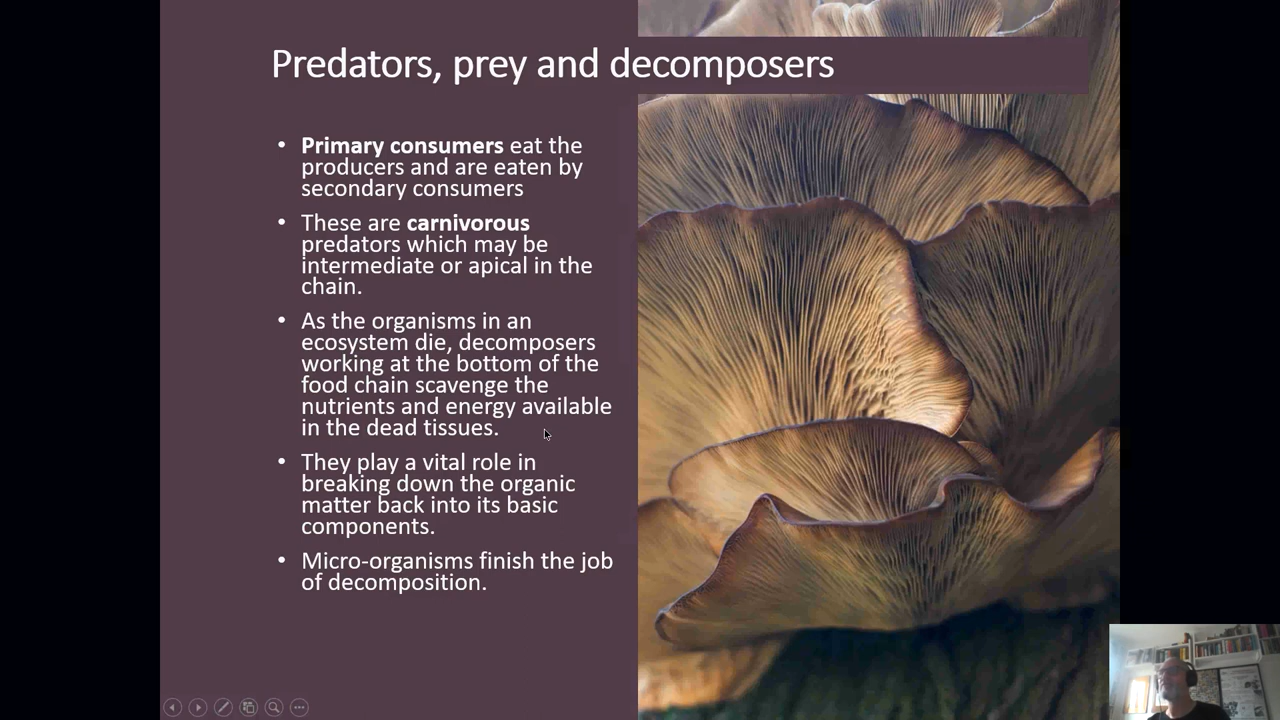 Predators, prey and decomposers
• Primary consumers eat the
producers and are eaten by
secondary consumers
• These are carnivorous
predators which may be
intermediate or apical in the
chain.
• As the organisms in an
ecosystem die, decomposers
working at the bottom of the
food chain scavenge the
nutrients and energy available
in the dead tissues.
• They play a vital role in
breaking down the organic
matter back into its basic
components.
• Micro-organisms finish the job
of decomposition.